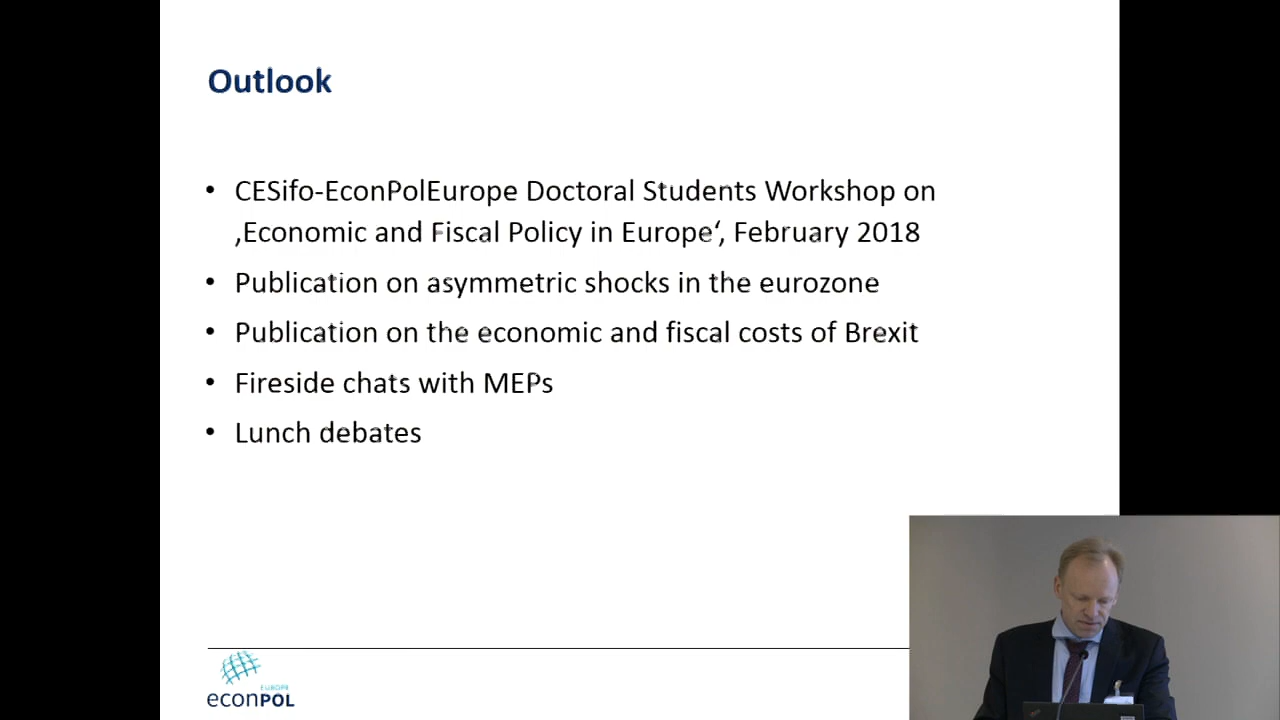 Outlook
• CESifo-EconPolEurope Doctoral Students Workshop on
‚Economic and Fiscal Policy in Europe‘, February 2018
• Publication on asymmetric shocks in the eurozone
• Publication on the economic and fiscal costs of Brexit
• Fireside chats with MEPs
• Lunch debates
EUROPE
econPOL